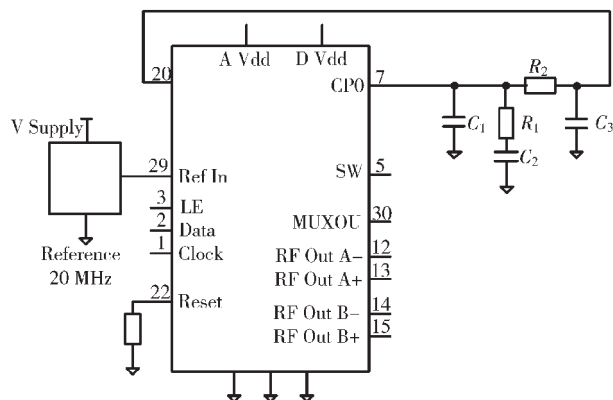 A Vdd
D Vdd
20
CP0
7
R2
C1
R1
C3
C2
V Supply
29
Ref In
SW
5
3
LE
2
Data
1
Clock
MUXOU
30
Reference
20 MHz
RF Out A−
12
RF Out A+
13
22
Reset
RF Out B−
14
RF Out B+
15